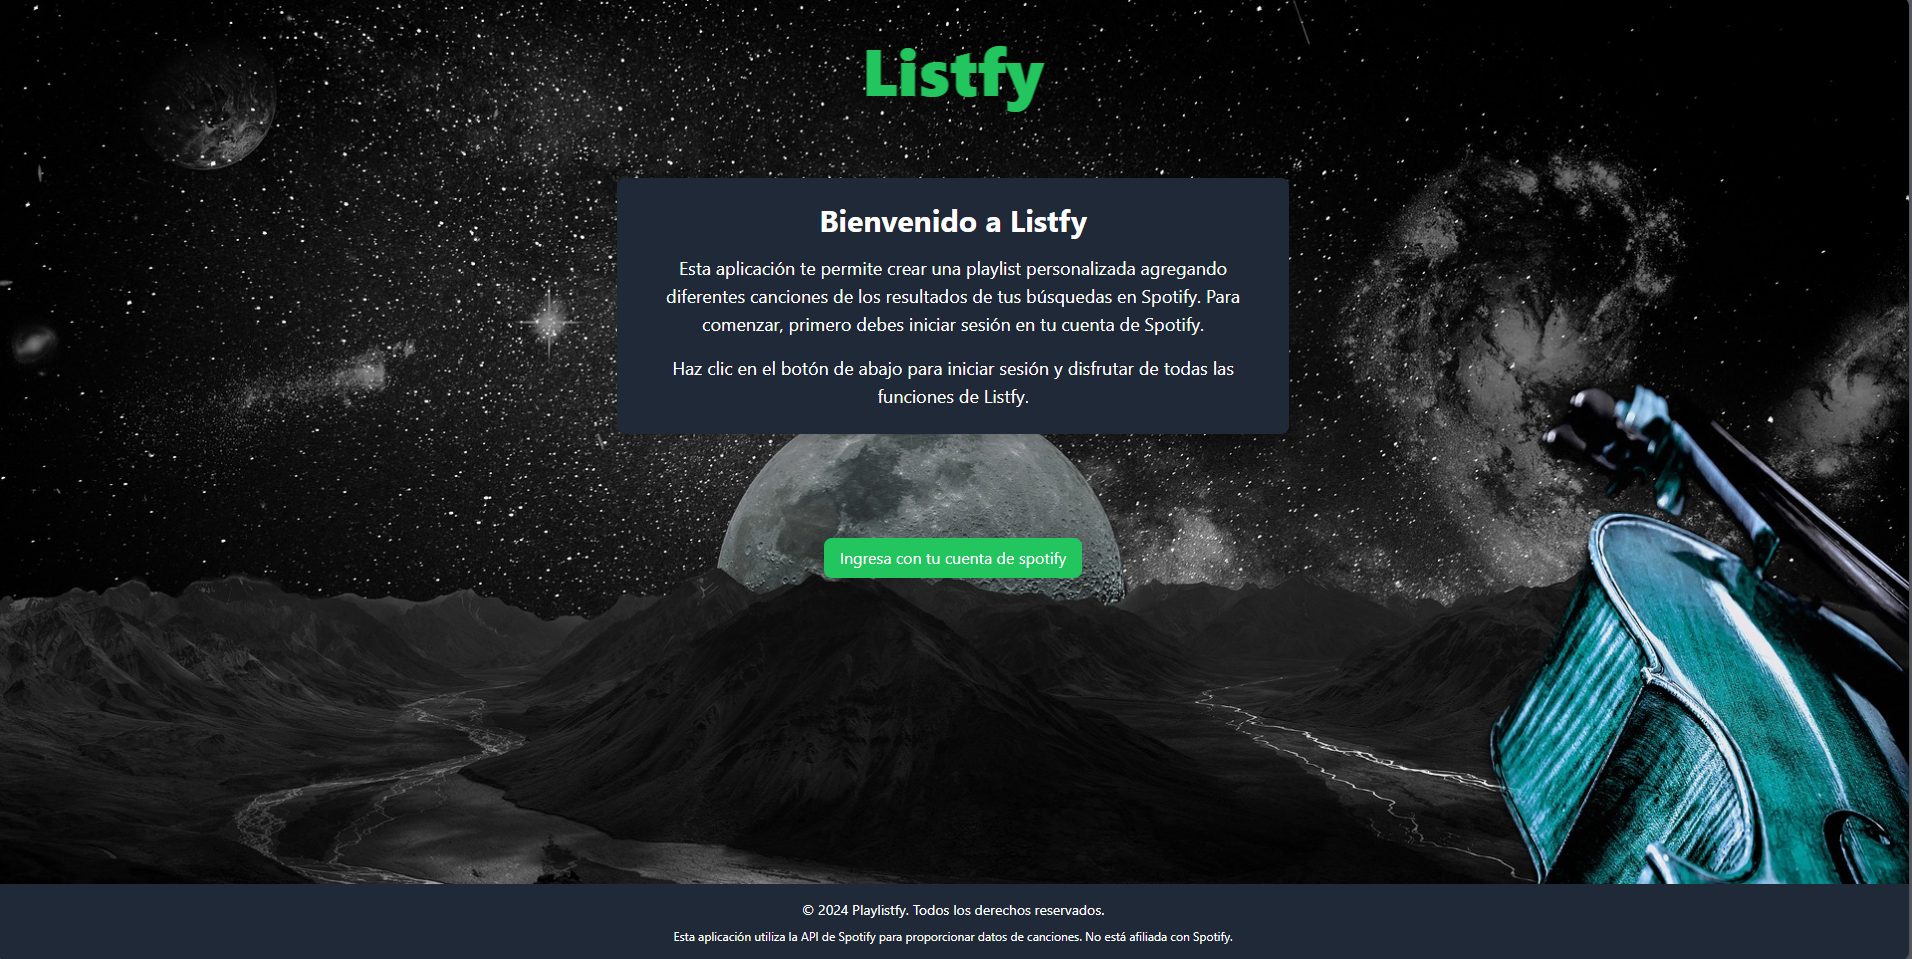 Listfy
Bienvenido a Listfy
Esta aplicación te permite crear una playlist personalizada agregando
diferentes canciones de los resultados de tus búsquedas en Spotify. Para
comenzar, primero debes iniciar sesión en tu cuenta de Spotify.
Haz clic en el botón de abajo para iniciar sesión y disfrutar de todas las
funciones de Listfy.
Ingresa con tu cuenta de spotify
© 2024 Playlistfy. Todos los derechos reservados.
Esta aplicación utiliza la API de Spotify para proporcionar datos de canciones. No está afiliada con Spotify.